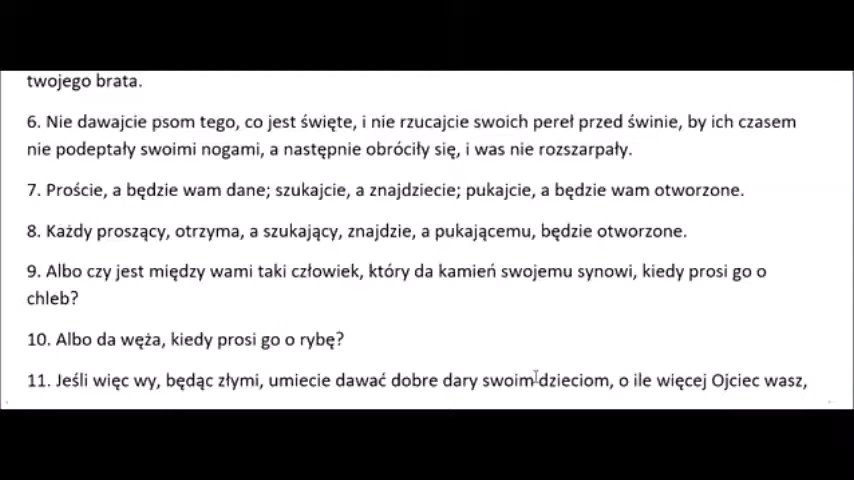 twojego brata.
6. Nie dawajcie psom tego, co jest święte, i nie rzucajcie swoich pereł przed świnie, by ich czasem
nie podeptały swoimi nogami, a następnie obróciły się, i was nie rozszarpały.
7. Proście, a będzie wam dane; szukajcie, a znajdziecie; pukajcie, a będzie wam otworzone.
8. Każdy proszący, otrzyma, a szukający, znajdzie, a pukającemu, będzie otworzone.
9. Albo czy jest między wami taki człowiek, który da kamień swojemu synowi, kiedy prosi go o
chleb?
10. Albo da węża, kiedy prosi go o rybę?
11. Jeśli więc wy, będąc złymi, umiecie dawać dobre dary swoim dzieciom, o ile więcej Ojciec wasz,